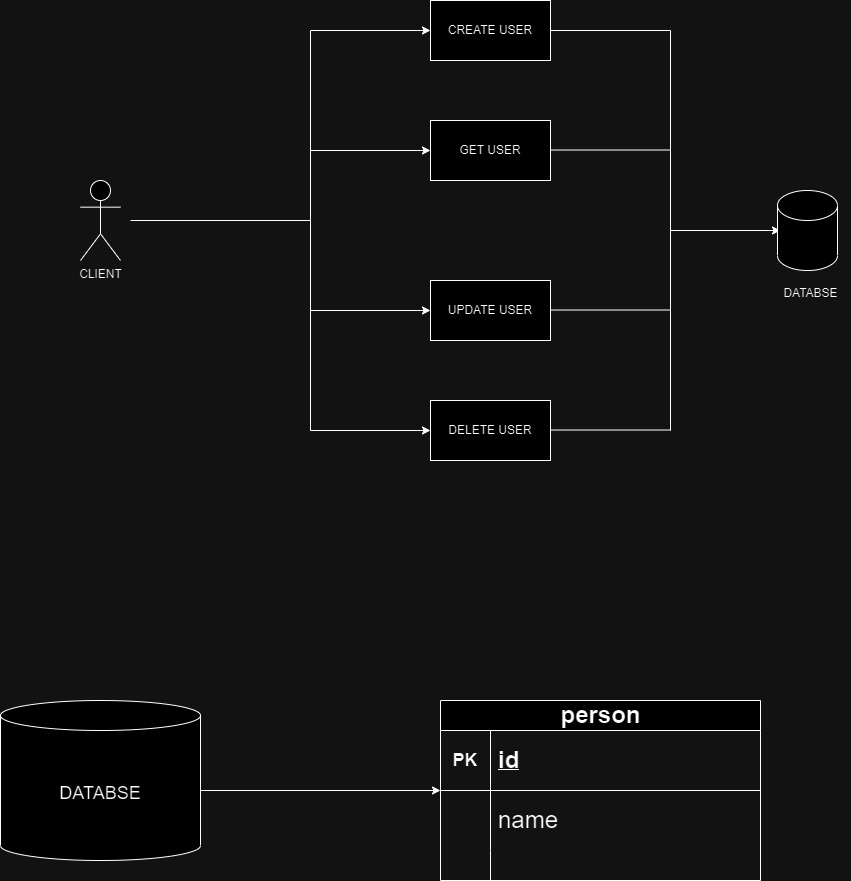 CREATE USER
GET USER
CLIENT
DATABSE
UPDATE USER
DELETE USER
DATABSE
person
PK id
name